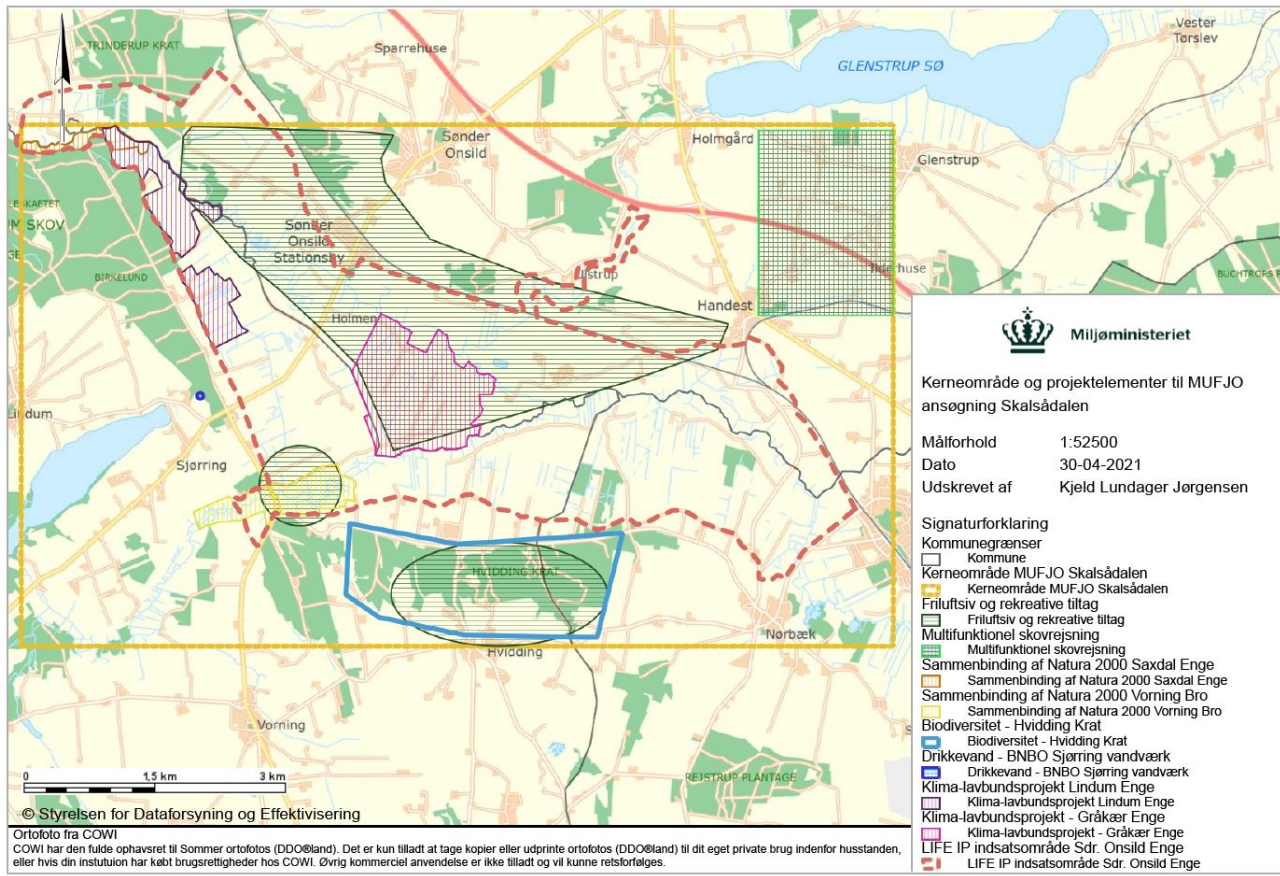 TRINDERUP KRAT
Sparrehuse
Vester
Tørslev
GLENSTRUP SØ
Sønder
Onsild
Holmgård
Glenstrup
UM SKOV
BIRKELUND
Sønder
Onsild
Stationsby
Handest
Holmen
Lindum
Sjørring
HVIDDING KRAT
Hvidding
Nørbæk
Vorning
REJSTRUP PLANTAGE
0 1,5 km 3 km
© Styrelsen for Dataforsyning og Effektivisering
Ortofoto fra COWI
COWI har den fulde ophavsret til Sommer ortofotos (DDO®land). Det er kun tilladt at tage kopier eller udprinte ortofotos (DDO®land) til dit eget private brug indenfor husstanden,
eller hvis din instutuion har købt brugsrettigheder hos COWI. Øvrig kommerciel anvendelse er ikke tilladt og vil kunne retsforfølges.
Miljøministeriet
Kerneområde og projektelementer til MUFJO
ansøgning Skalsådalen
Målforhold 1:52500
Dato 30-04-2021
Udskrevet af Kjeld Lundager Jørgensen
Signaturforklaring
Kommunegrænser
Kommune
Kerneområde MUFJO Skalsådalen
Kerneområde MUFJO Skalsådalen
Friluftsiv og rekreative tiltag
Friluftsiv og rekreative tiltag
Multifunktionel skovrejsning
Multifunktionel skovrejsning
Sammenbinding af Natura 2000 Saxdal Enge
Sammenbinding af Natura 2000 Saxdal Enge
Sammenbinding af Natura 2000 Vorning Bro
Sammenbinding af Natura 2000 Vorning Bro
Biodiversitet - Hvidding Krat
Biodiversitet - Hvidding Krat
Drikkevand - BNBO Sjørring vandværk
Drikkevand - BNBO Sjørring vandværk
Klima-lavbundsprojekt Lindum Enge
Klima-lavbundsprojekt Lindum Enge
Klima-lavbundsprojekt - Gråkær Enge
Klima-lavbundsprojekt - Gråkær Enge
LIFE IP indsatsområde Sdr. Onsild Enge
LIFE IP indsatsområde Sdr. Onsild Enge